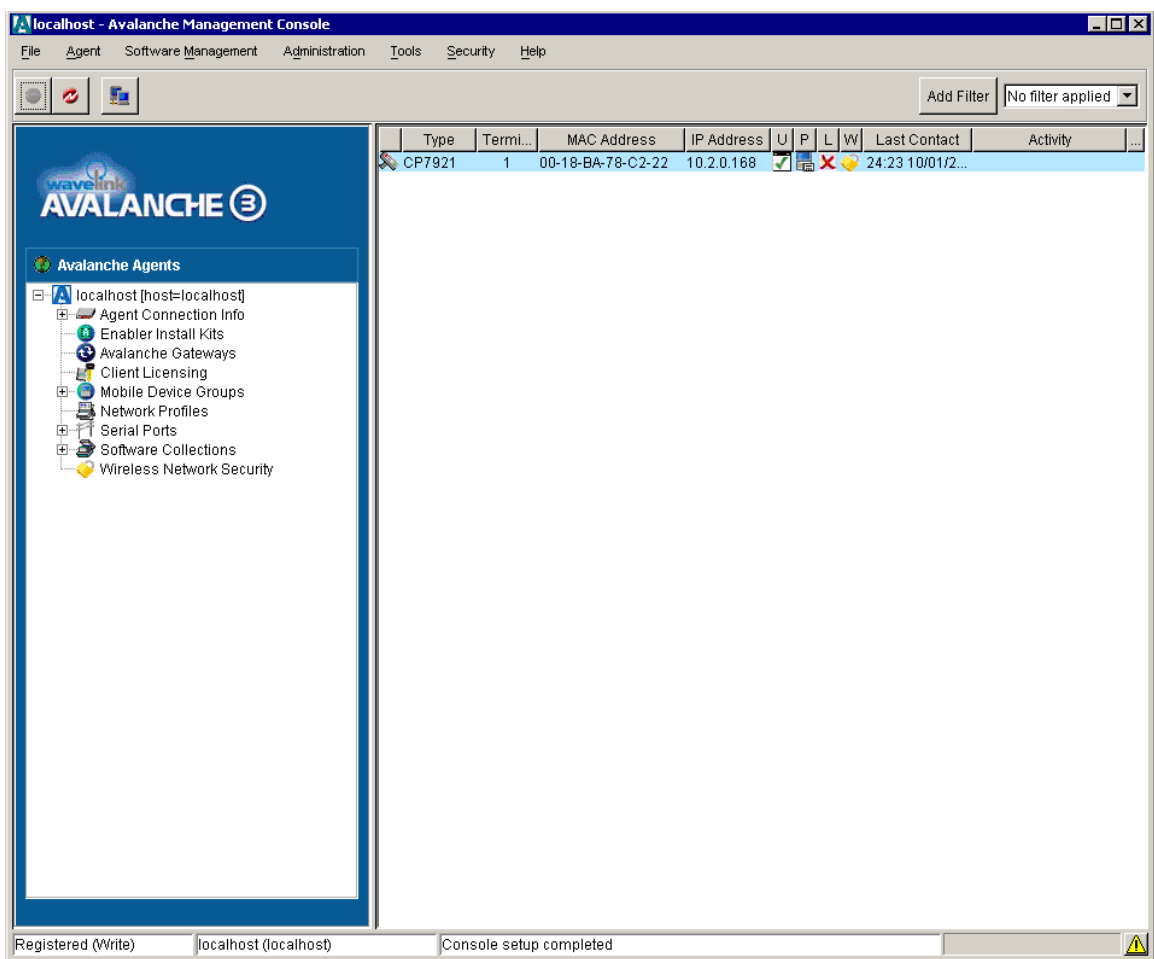 localhost - Avalanche Management Console
File Agent Software Management Administration Tools Security Help
Add Filter No filter applied
wavelink
AVALANCHE 3
Avalanche Agents
localhost [host=localhost]
Agent Connection Info
Enabler Install Kits
Avalanche Gateways
Client Licensing
Mobile Device Groups
Network Profiles
Serial Ports
Software Collections
Wireless Network Security
Type Termi... MAC Address IP Address U P L W Last Contact Activity ...
CP7921 1 00-18-BA-78-C2-22 10.2.0.168 24:23 10/01/2...
Registered (Write) localhost (localhost) Console setup completed